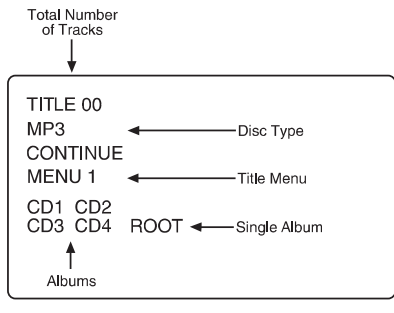 Total Number
of Tracks
TITLE 00
MP3
Disc Type
CONTINUE
MENU 1
Title Menu
CD1 CD2
CD3 CD4 ROOT
Single Album
Albums